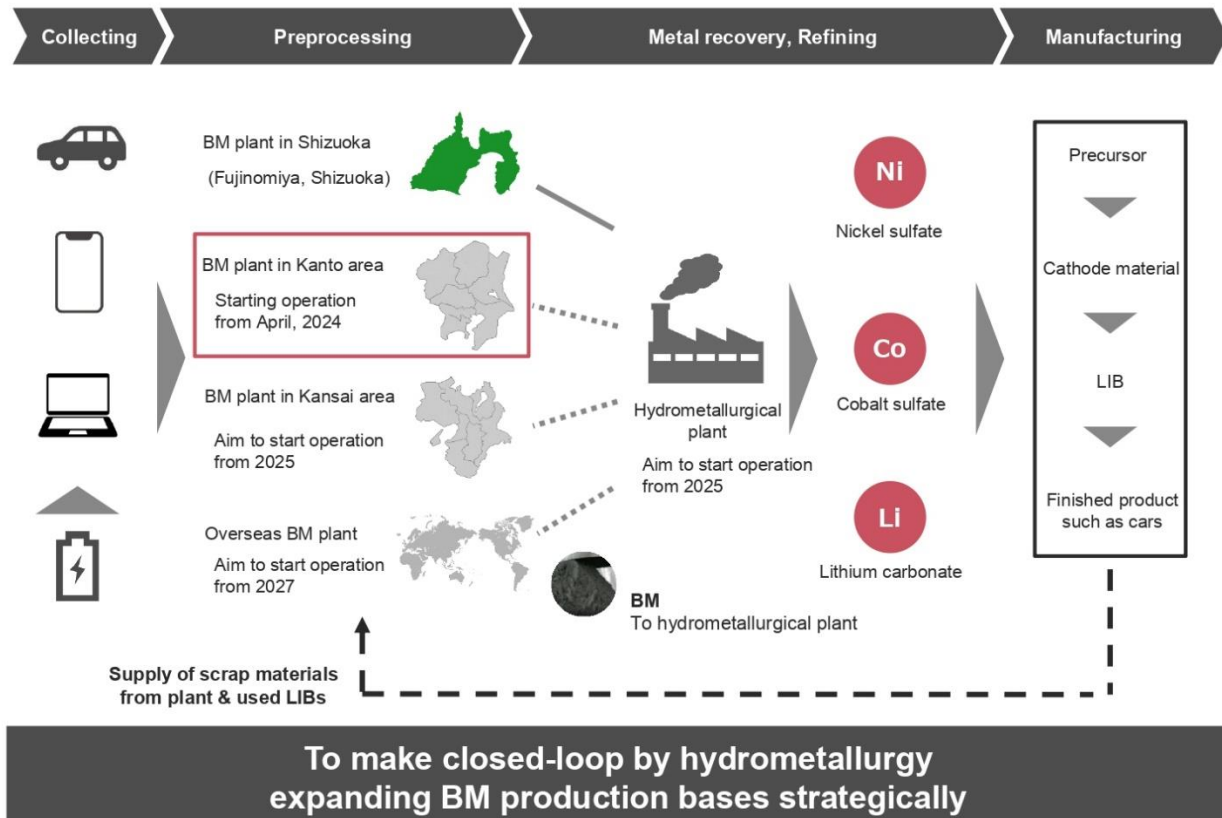 Collecting
Preprocessing
Metal recovery, Refining
Manufacturing
BM plant in Shizuoka
(Fujinomiya, Shizuoka)
BM plant in Kanto area
Starting operation
from April, 2024
BM plant in Kansai area
Aim to start operation
from 2025
Overseas BM plant
Aim to start operation
from 2027
Hydrometallurgical
plant
Aim to start operation
from 2025
BM
To hydrometallurgical plant
Ni
Nickel sulfate
Co
Cobalt sulfate
Li
Lithium carbonate
Precursor
Cathode material
LIB
Finished product
such as cars
Supply of scrap materials
from plant & used LIBs
To make closed-loop by hydrometallurgy
expanding BM production bases strategically